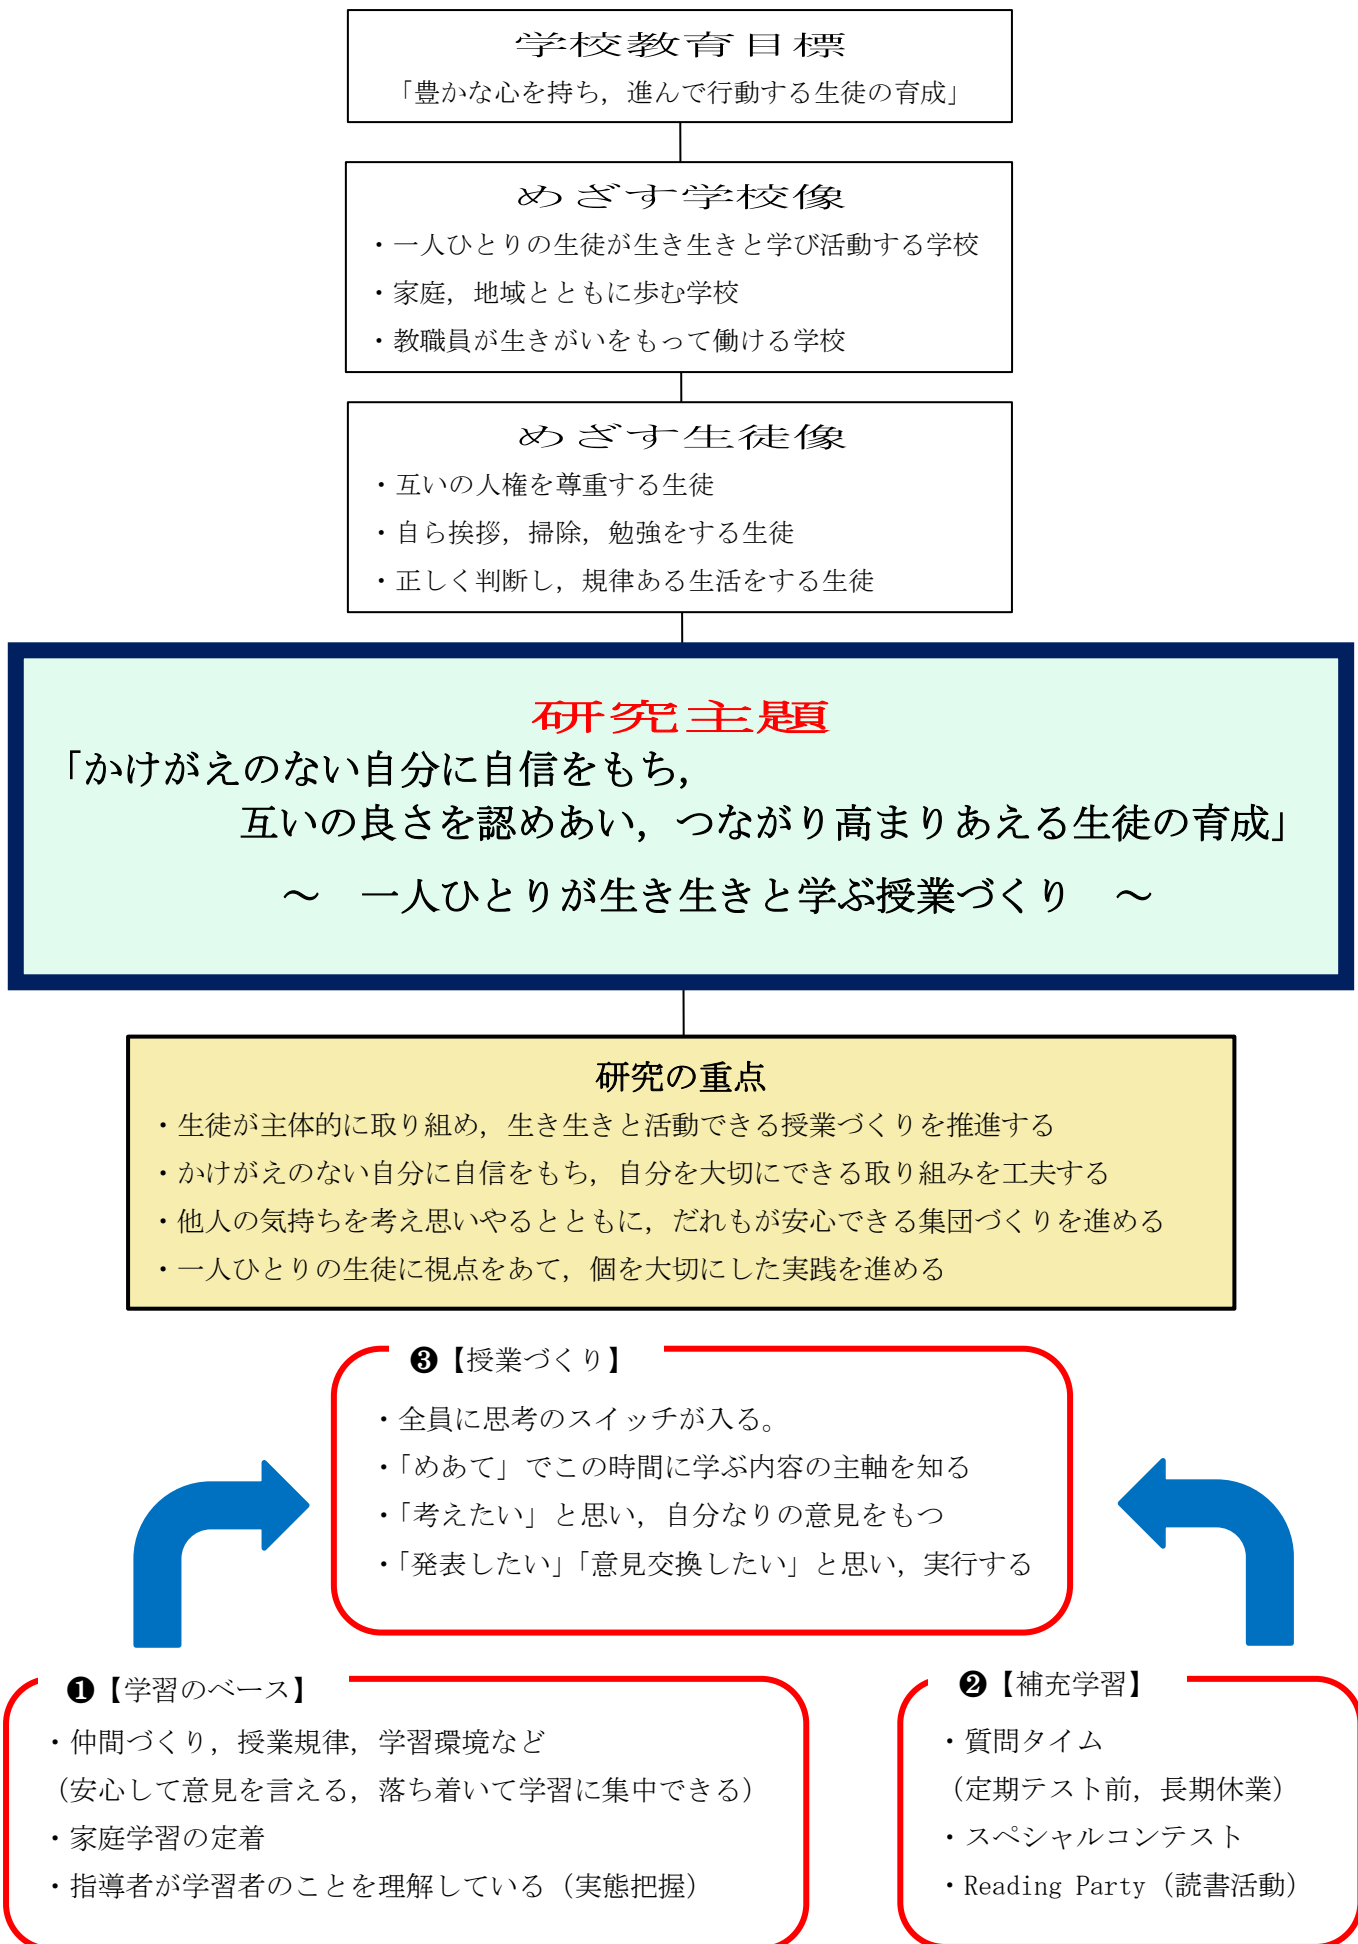 学校教育目標
「豊かな心を持ち，進んで行動する生徒の育成」
めざす学校像
・一人ひとりの生徒が生き生きと学び活動する学校
・家庭，地域とともに歩む学校
・教職員が生きがいをもって働ける学校
めざす生徒像
・互いの人権を尊重する生徒
・自ら挨拶，掃除，勉強をする生徒
・正しく判断し，規律ある生活をする生徒
研究主題
「かけがえのない自分に自信をもち，
互いの良さを認めあい，つながり高まりあえる生徒の育成」
～　一人ひとりが生き生きと学ぶ授業づくり　～
研究の重点
・生徒が主体的に取り組め，生き生きと活動できる授業づくりを推進する
・かけがえのない自分に自信をもち，自分を大切にできる取り組みを工夫する
・他人の気持ちを考え思いやるとともに，だれもが安心できる集団づくりを進める
・一人ひとりの生徒に視点をあて，個を大切にした実践を進める
❸【授業づくり】
・全員に思考のスイッチが入る。
・「めあて」でこの時間に学ぶ内容の主軸を知る
・「考えたい」と思い，自分なりの意見をもつ
・「発表したい」「意見交換したい」と思い，実行する
❶【学習のベース】
・仲間づくり，授業規律，学習環境など
（安心して意見を言える，落ち着いて学習に集中できる）
・家庭学習の定着
・指導者が学習者のことを理解している（実態把握）
❷【補充学習】
・質問タイム
（定期テスト前，長期休業）
・スペシャルコンテスト
・Reading Party（読書活動）